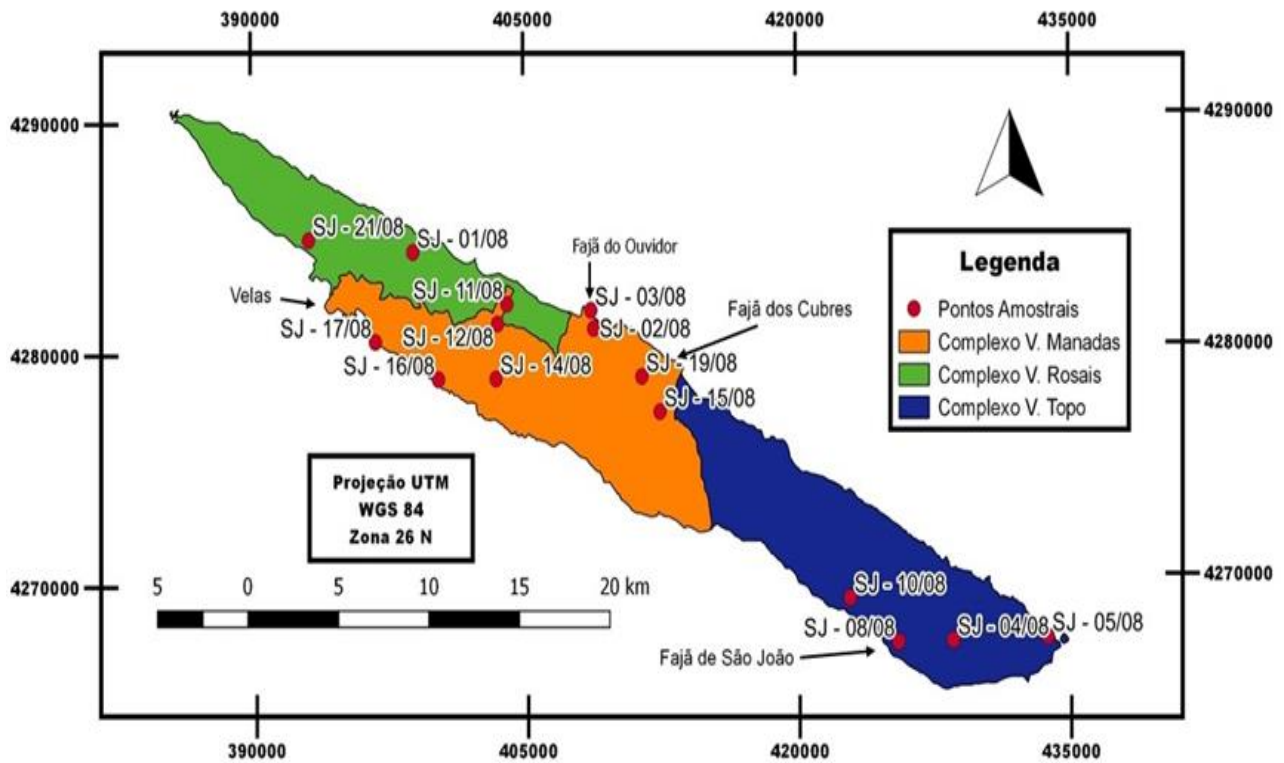 390000 405000 420000 435000
4290000 4290000
SJ - 21/08 SJ - 01/08
Fajã do Ouvidor
Legenda
Velas
SJ - 11/08 SJ - 03/08
Fajã dos Cubres
Pontos Amostrais
SJ - 17/08 SJ - 12/08 SJ - 02/08
Complexo V. Manadas
4280000 4280000
SJ - 16/08 SJ - 14/08 SJ - 19/08
Complexo V. Rosais
SJ - 15/08
Complexo V. Topo
Projeção UTM
WGS 84
Zona 26 N
4270000 4270000
5 0 5 10 15 20 km
SJ - 10/08
SJ - 08/08 SJ - 04/08 SJ - 05/08
Fajã de São João
390000 405000 420000 435000